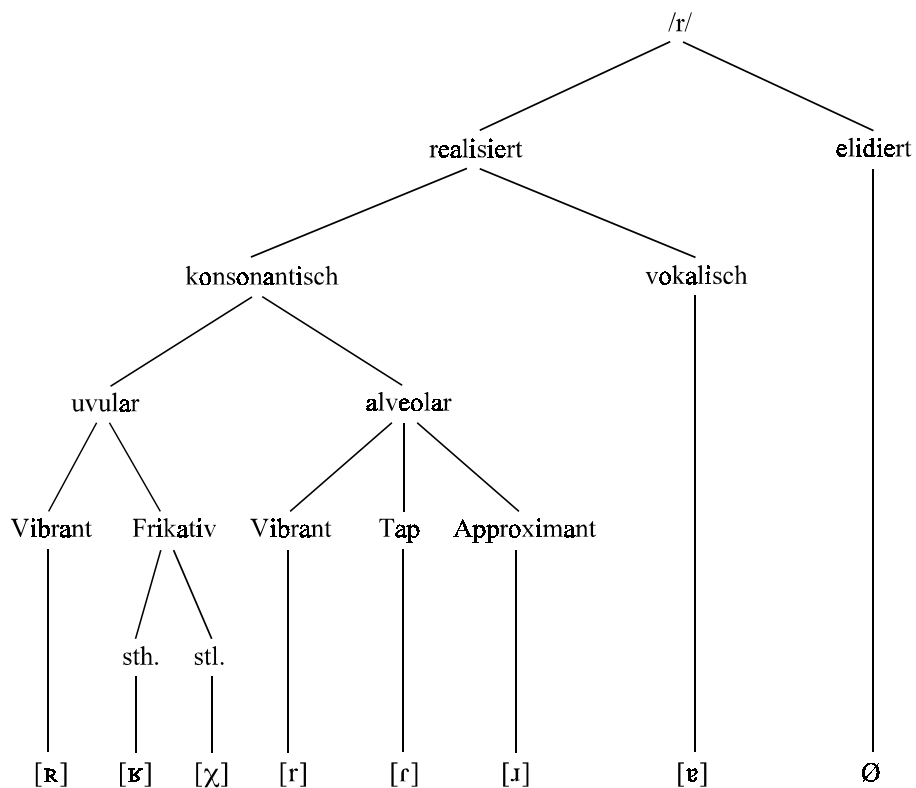 /r/
realisiert elidiert
konsonantisch vokalisch
uvular alveolar
Vibrant Frikativ Vibrant Tap Approximant
sth. stl.
[ʀ] [ʁ] [χ] [r] [ɾ] [ɹ] [ɐ] Ø